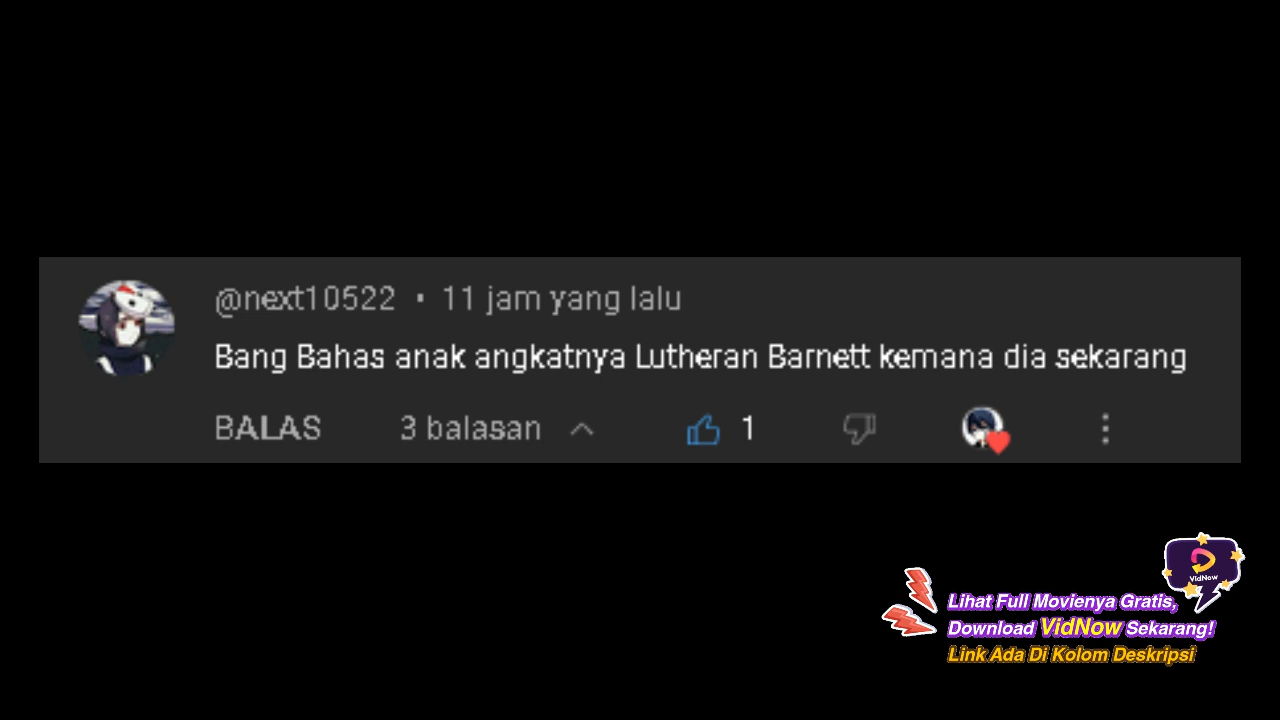 @next10522 • 11 jam yang lalu
Bang Bahas anak angkatnya Lutheran Barnett kemana dia sekarang
BALAS 3 balasan 1
VidNow
Lihat Full Movienya Gratis,
Download VidNow Sekarang!
Link Ada Di Kolom Deskripsi